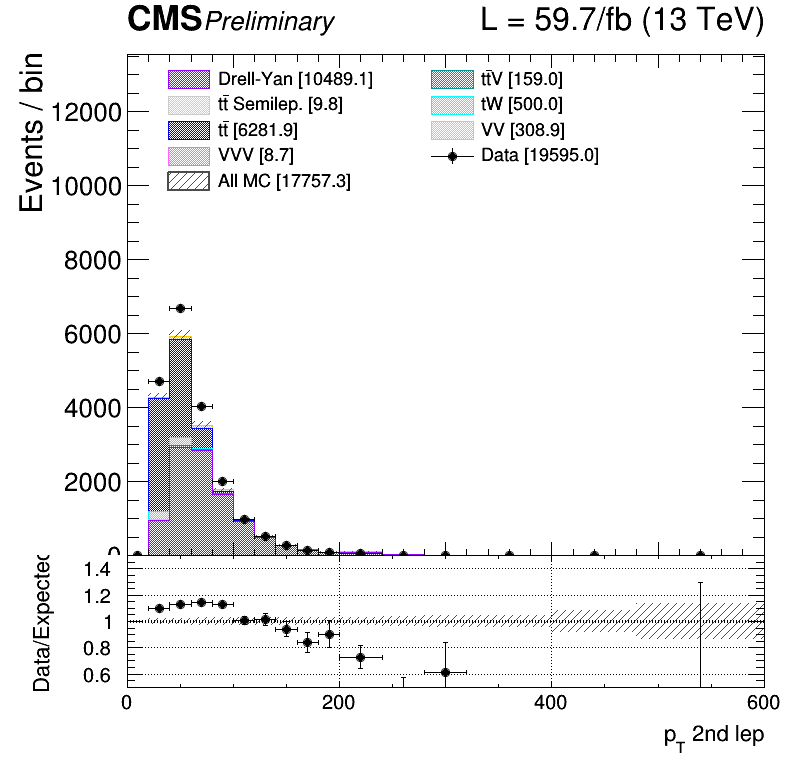 CMS Preliminary L = 59.7/fb (13 TeV)
Events / bin
Drell-Yan [10489.1]
tt̄ Semilep. [9.8]
tt̄ [6281.9]
VVV [8.7]
All MC [17757.3]
tt̄V [159.0]
tW [500.0]
VV [308.9]
Data [19595.0]
12000
10000
8000
6000
4000
2000
0
Data/Expected
1.4
1.2
1
0.8
0.6
0 200 400 600
p_T 2nd lep